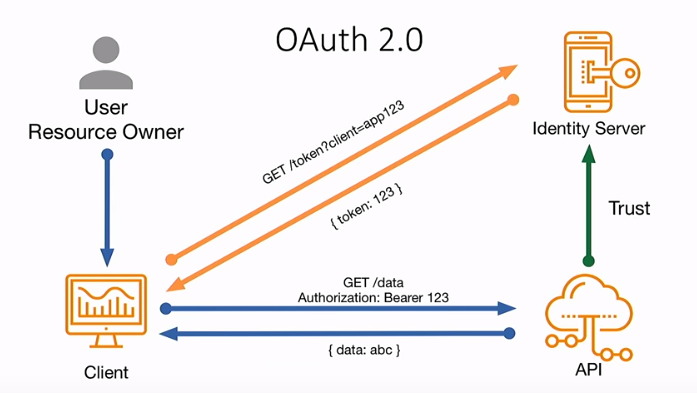 OAuth 2.0
User
Resource Owner
Identity Server
GET /token?client=app123
{ token: 123 }
Trust
GET /data
Authorization: Bearer 123
{ data: abc }
Client
API